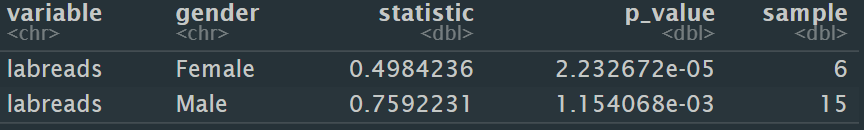 variable gender statistic p_value sample
<chr> <chr> <dbl> <dbl> <dbl>
labreads Female 0.4984236 2.232672e-05 6
labreads Male 0.7592231 1.154068e-03 15